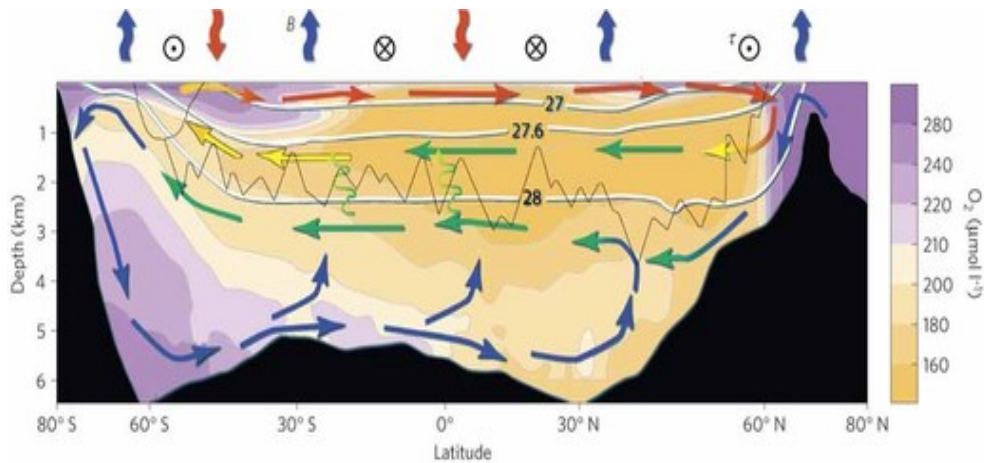 B
τ
27
27.6
28
1
2
3
4
5
6
Depth (km)
80° S
60° S
30° S
0°
30° N
60° N
80° N
Latitude
280
240
220
210
200
180
160
O₂ (μmol l⁻¹)